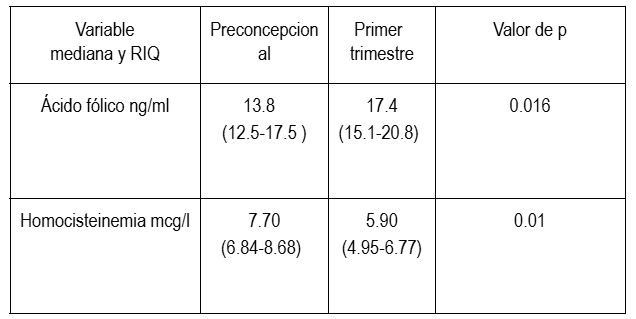 Variable
mediana y RIQ
Preconcepcion
al
Primer
trimestre
Valor de p
Ácido fólico ng/ml
13.8
(12.5-17.5 )
17.4
(15.1-20.8)
0.016
Homocisteinemia mcg/l
7.70
(6.84-8.68)
5.90
(4.95-6.77)
0.01